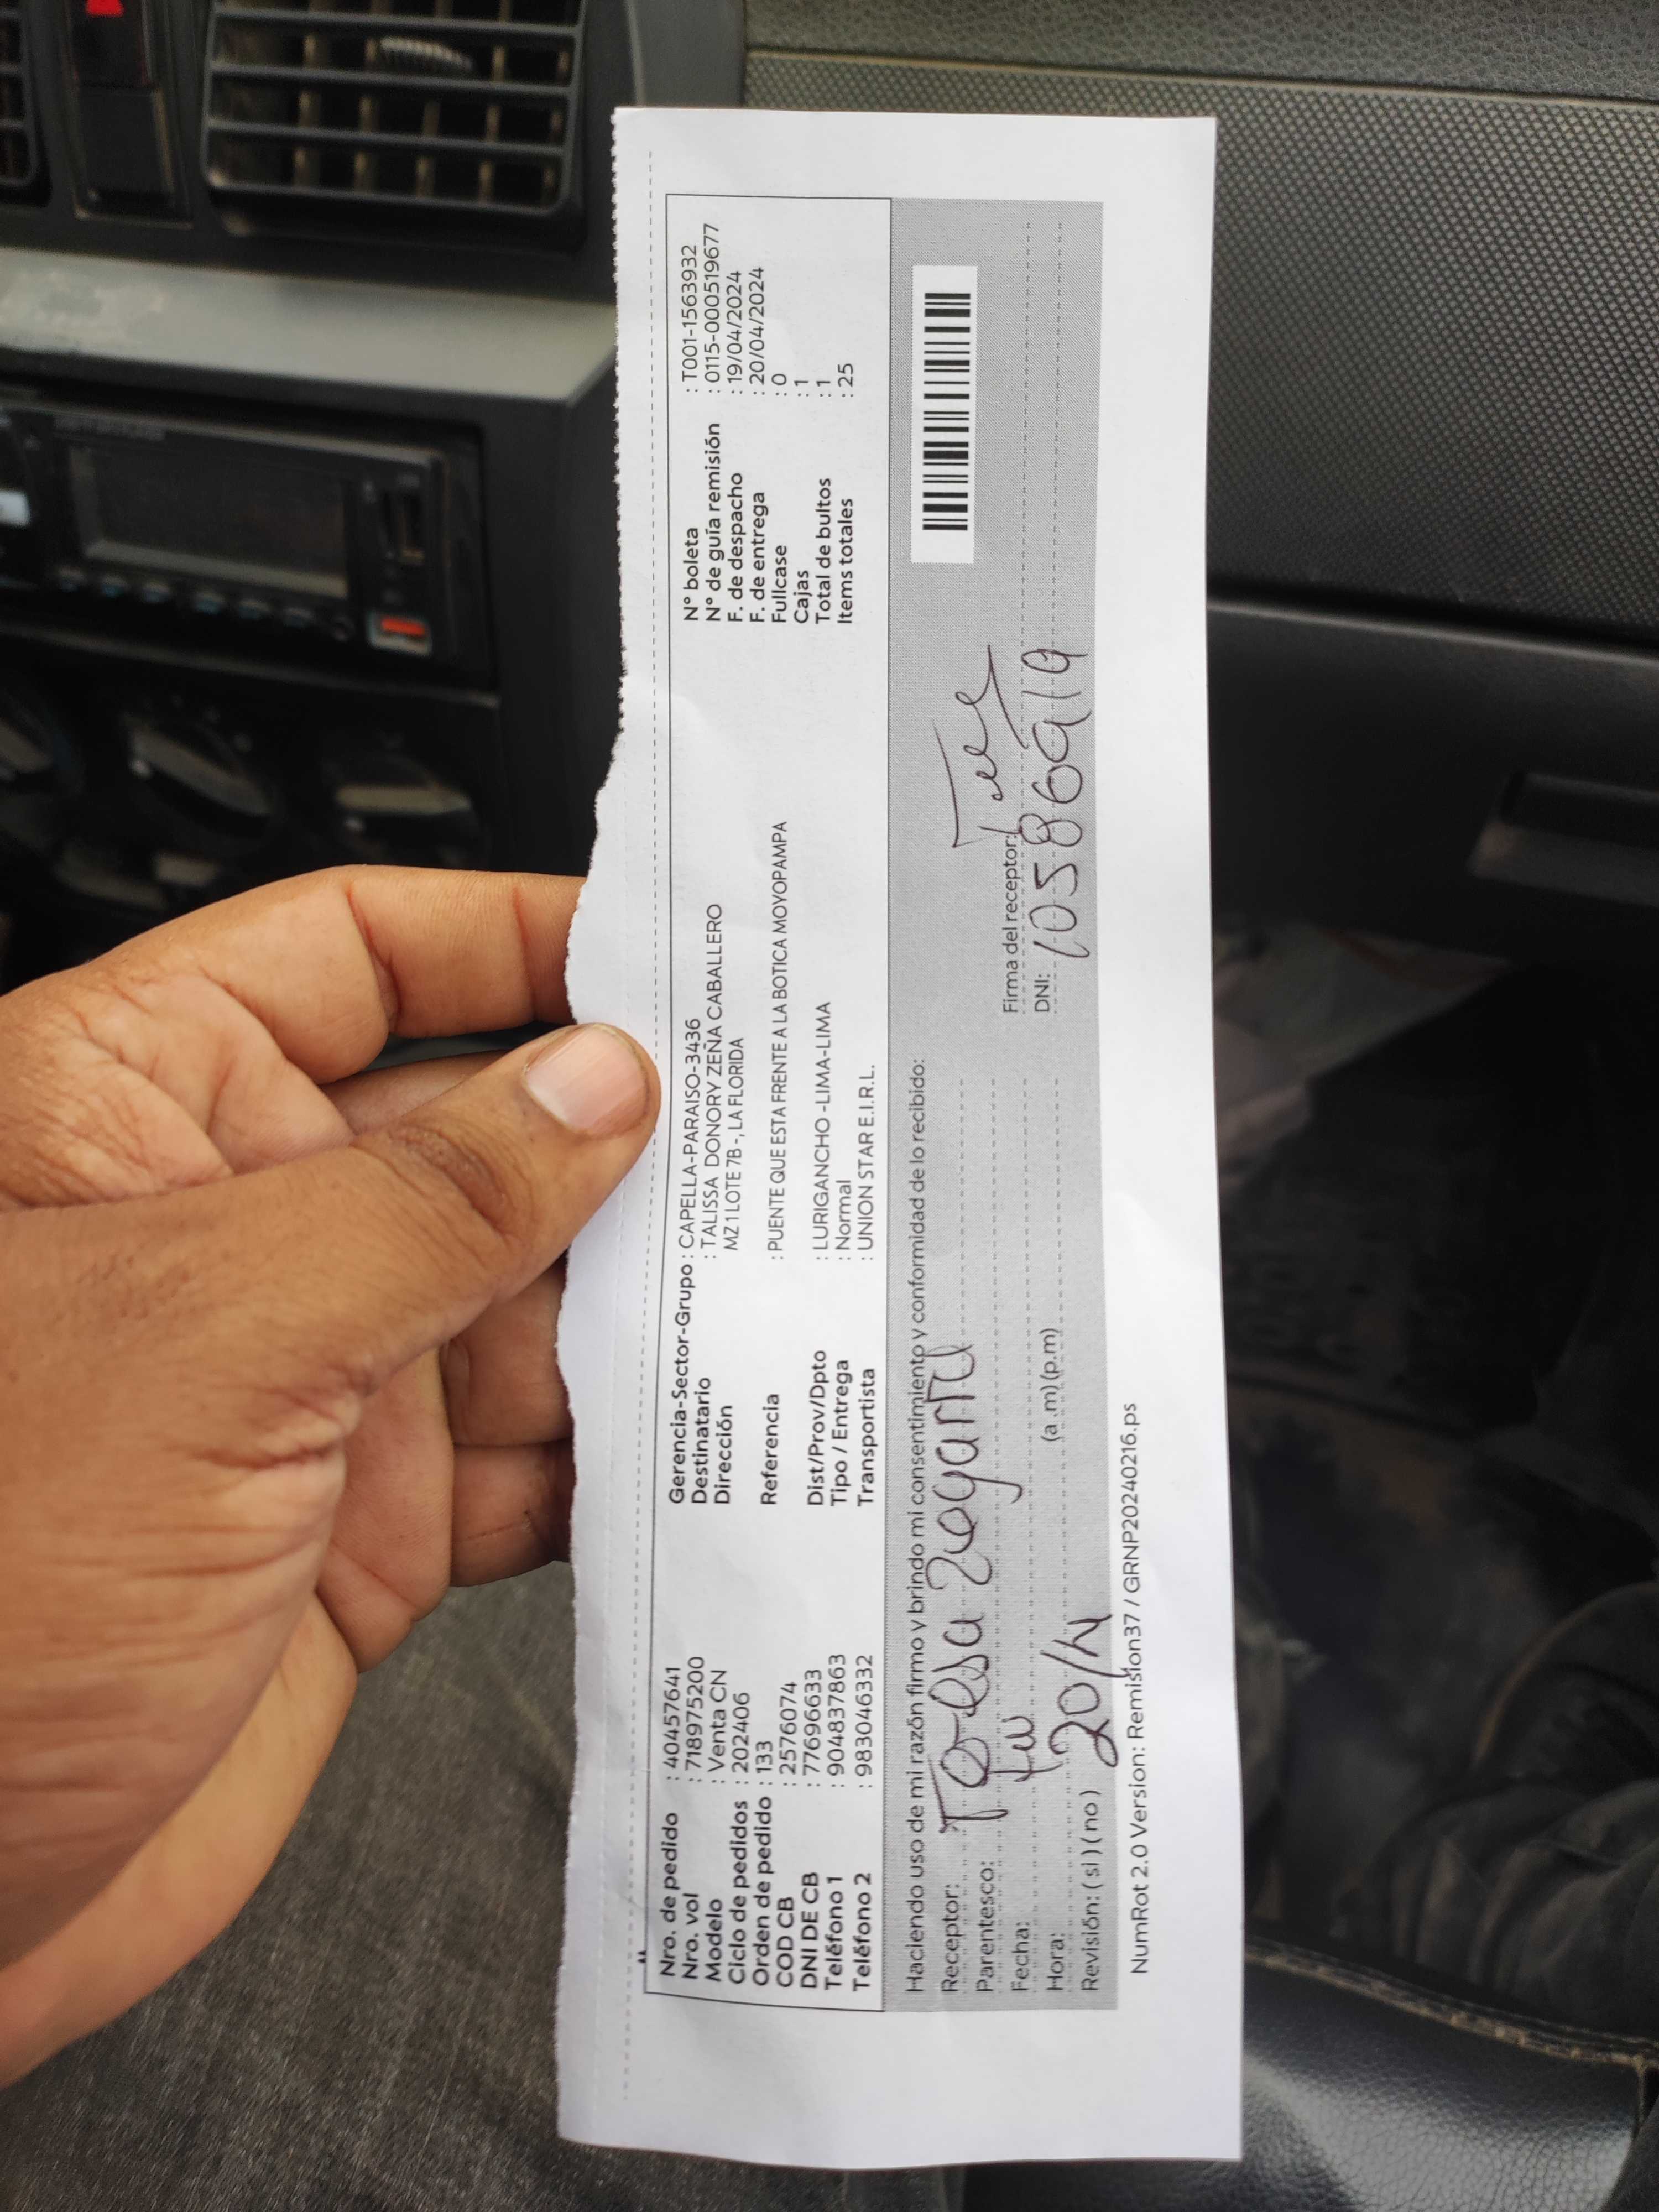 Nro. de pedido : 40457641
Nro. vol : 718975200
Modelo : Venta CN
Ciclo de pedidos : 202406
Orden de pedido : 133
COD CB : 2576074
DNI DE CB : 77696633
Teléfono 1 : 904837863
Teléfono 2 : 983046332
Gerencia-Sector-Grupo : CAPELLA-PARAISO-3436
Destinatario : TALISSA DONORY ZEÑA CABALLERO
Dirección MZ 1 LOTE 7B -, LA FLORIDA
Referencia : PUENTE QUE ESTA FRENTE A LA BOTICA MOYOPAMPA
Dist/Prov/Dpto : LURIGANCHO -LIMA-LIMA
Tipo / Entrega : Normal
Transportista : UNION STAR E.I.R.L.
N° boleta : T001-1563932
N° de guía remisión : 0115-0000519677
F. de despacho : 19/04/2024
F. de entrega : 20/04/2024
Fullcase : 0
Cajas : 1
Total de bultos : 1
Items totales : 25
Haciendo uso de mi razón firmo y brindo mi consentimiento y conformidad de lo recibido:
Receptor:
Parentesco:
Fecha:
Hora: 20/4 (a .m) (p.m)
Revisión: ( si ) ( no )
Firma del receptor:
DNI: 10586919
NumRot 2.0 Version: Remision37 / GRNP20240216.ps